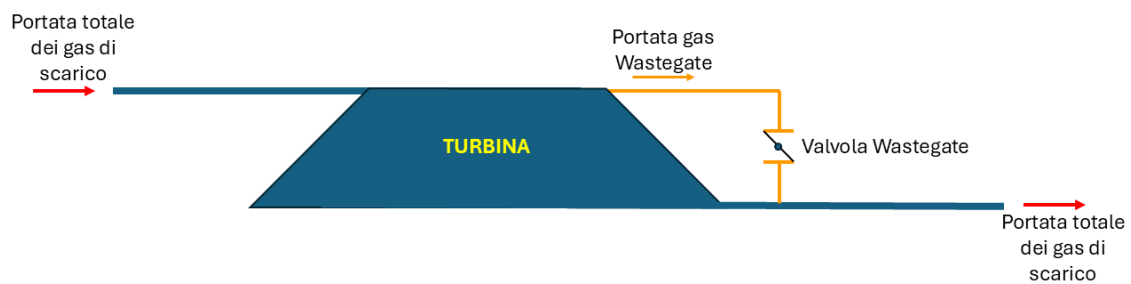 Portata totale
dei gas di
scarico
Portata gas
Wastegate
TURBINA
Valvola Wastegate
Portata totale
dei gas di
scarico